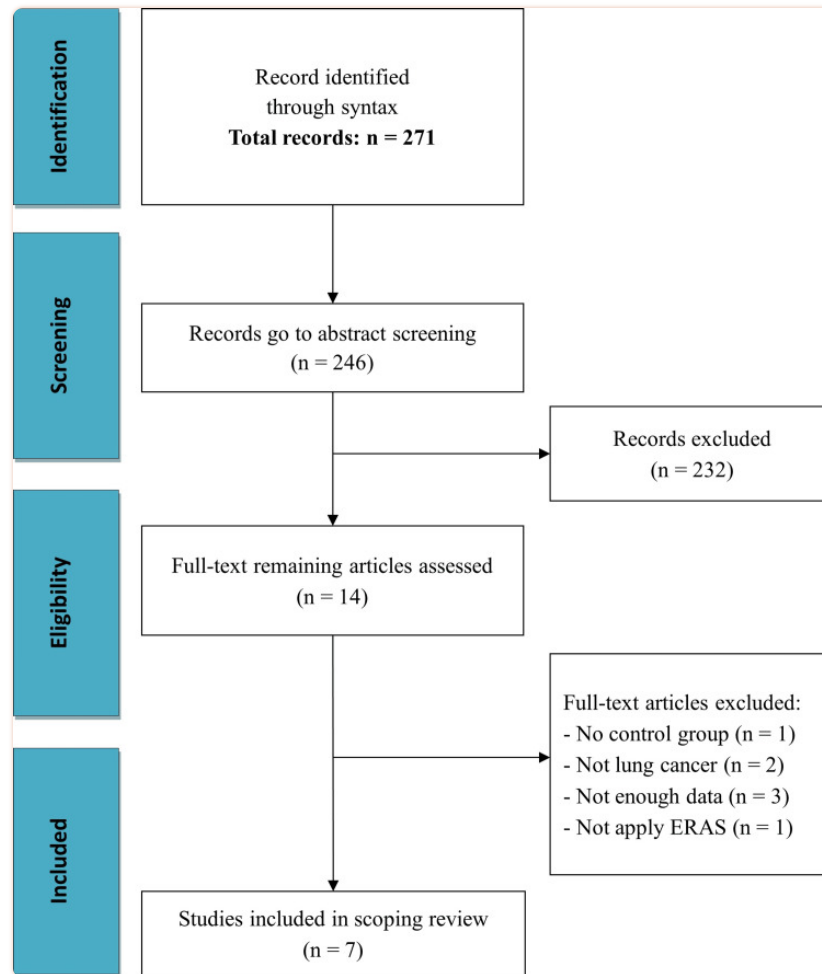 Identification
Record identified
through syntax
Total records: n = 271
Screening
Records go to abstract screening
(n = 246)
Records excluded
(n = 232)
Eligibility
Full-text remaining articles assessed
(n = 14)
Full-text articles excluded:
- No control group (n = 1)
- Not lung cancer (n = 2)
- Not enough data (n = 3)
- Not apply ERAS (n = 1)
Included
Studies included in scoping review
(n = 7)